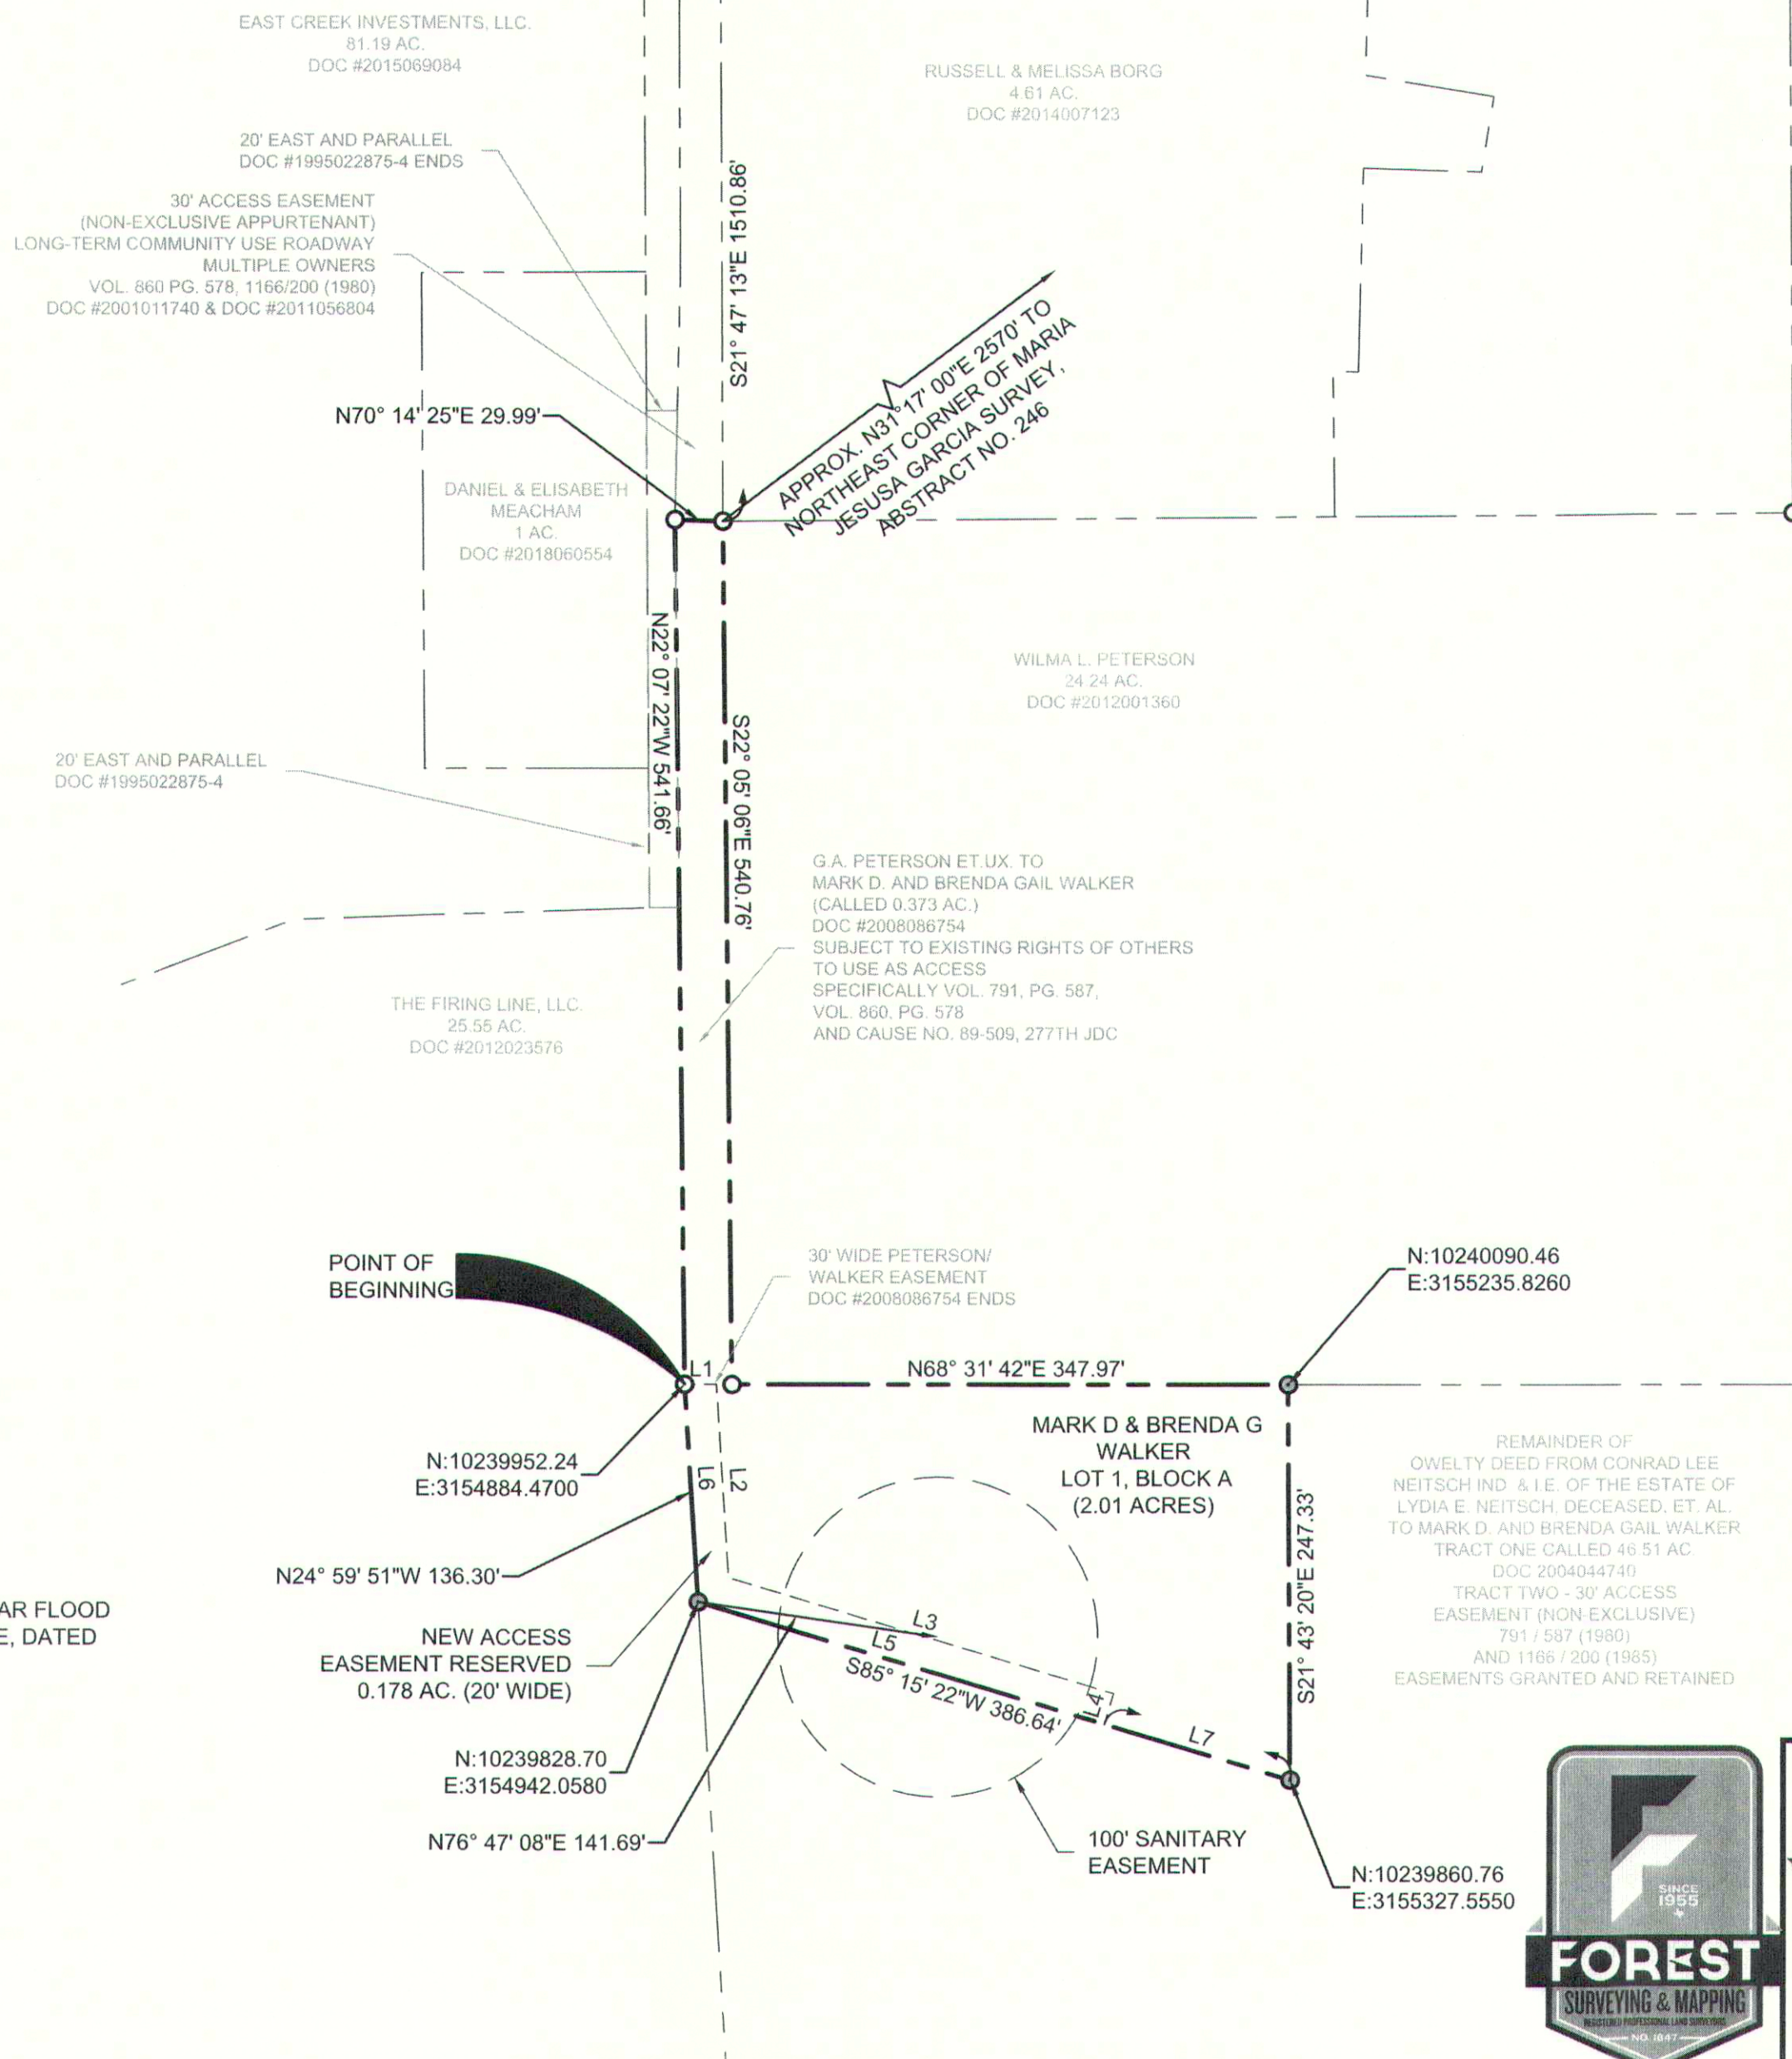 EAST CREEK INVESTMENTS, LLC.
81.19 AC.
DOC #2015069084
RUSSELL & MELISSA BORG
4.61 AC.
DOC #2014007123
20' EAST AND PARALLEL
DOC #1995022875-4 ENDS
30' ACCESS EASEMENT
(NON-EXCLUSIVE APPURTENANT)
LONG-TERM COMMUNITY USE ROADWAY
MULTIPLE OWNERS
VOL. 860 PG. 578, 1166/200 (1980)
DOC #2001011740 & DOC #2011056804
S21° 47' 13"E 1510.86'
APPROX. N31°17' 00"E 2570' TO
NORTHEAST CORNER OF MARIA
JESUSA GARCIA SURVEY,
ABSTRACT NO. 246
N70° 14' 25"E 29.99'
DANIEL & ELISABETH
MEACHAM
1 AC.
DOC #2018060554
N22° 07' 22"W 541.66'
S22° 05' 06"E 540.76'
WILMA L. PETERSON
24.24 AC.
DOC #2012001360
20' EAST AND PARALLEL
DOC #1995022875-4
G.A. PETERSON ET.UX. TO
MARK D. AND BRENDA GAIL WALKER
(CALLED 0.373 AC.)
DOC #2008086754
SUBJECT TO EXISTING RIGHTS OF OTHERS
TO USE AS ACCESS
SPECIFICALLY VOL. 791, PG. 587,
VOL. 860. PG. 578
AND CAUSE NO. 89-509, 277TH JDC
THE FIRING LINE, LLC.
25.55 AC.
DOC #2012023576
POINT OF
BEGINNING
30' WIDE PETERSON/
WALKER EASEMENT
DOC #2008086754 ENDS
N:10240090.46
E:3155235.8260
L1
N68° 31' 42"E 347.97'
MARK D & BRENDA G
WALKER
LOT 1, BLOCK A
(2.01 ACRES)
N:10239952.24
E:3154884.4700
L6
L2
REMAINDER OF
OWELTY DEED FROM CONRAD LEE
NEITSCH IND. & I.E. OF THE ESTATE OF
LYDIA E. NEITSCH, DECEASED, ET. AL.
TO MARK D. AND BRENDA GAIL WALKER
TRACT ONE CALLED 46.51 AC
DOC 2004044740
TRACT TWO - 30' ACCESS
EASEMENT (NON-EXCLUSIVE)
791 / 587 (1980)
AND 1166 / 200 (1985)
EASEMENTS GRANTED AND RETAINED
S21° 43' 20"E 247.33'
N24° 59' 51"W 136.30'
AR FLOOD
E, DATED
NEW ACCESS
EASEMENT RESERVED
0.178 AC. (20' WIDE)
L3
L5
S85° 15' 22"W 386.64'
L4
L7
N:10239828.70
E:3154942.0580
N76° 47' 08"E 141.69'
100' SANITARY
EASEMENT
N:10239860.76
E:3155327.5550
SINCE
1955
FOREST
SURVEYING & MAPPING
REGISTERED PROFESSIONAL LAND SURVEYORS
NO. 1847